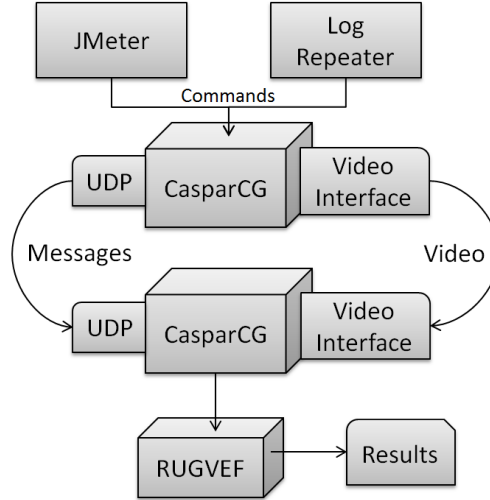 JMeter
Log
Repeater
Commands
UDP
CasparCG
Video
Interface
Messages
Video
UDP
CasparCG
Video
Interface
RUGVEF
Results